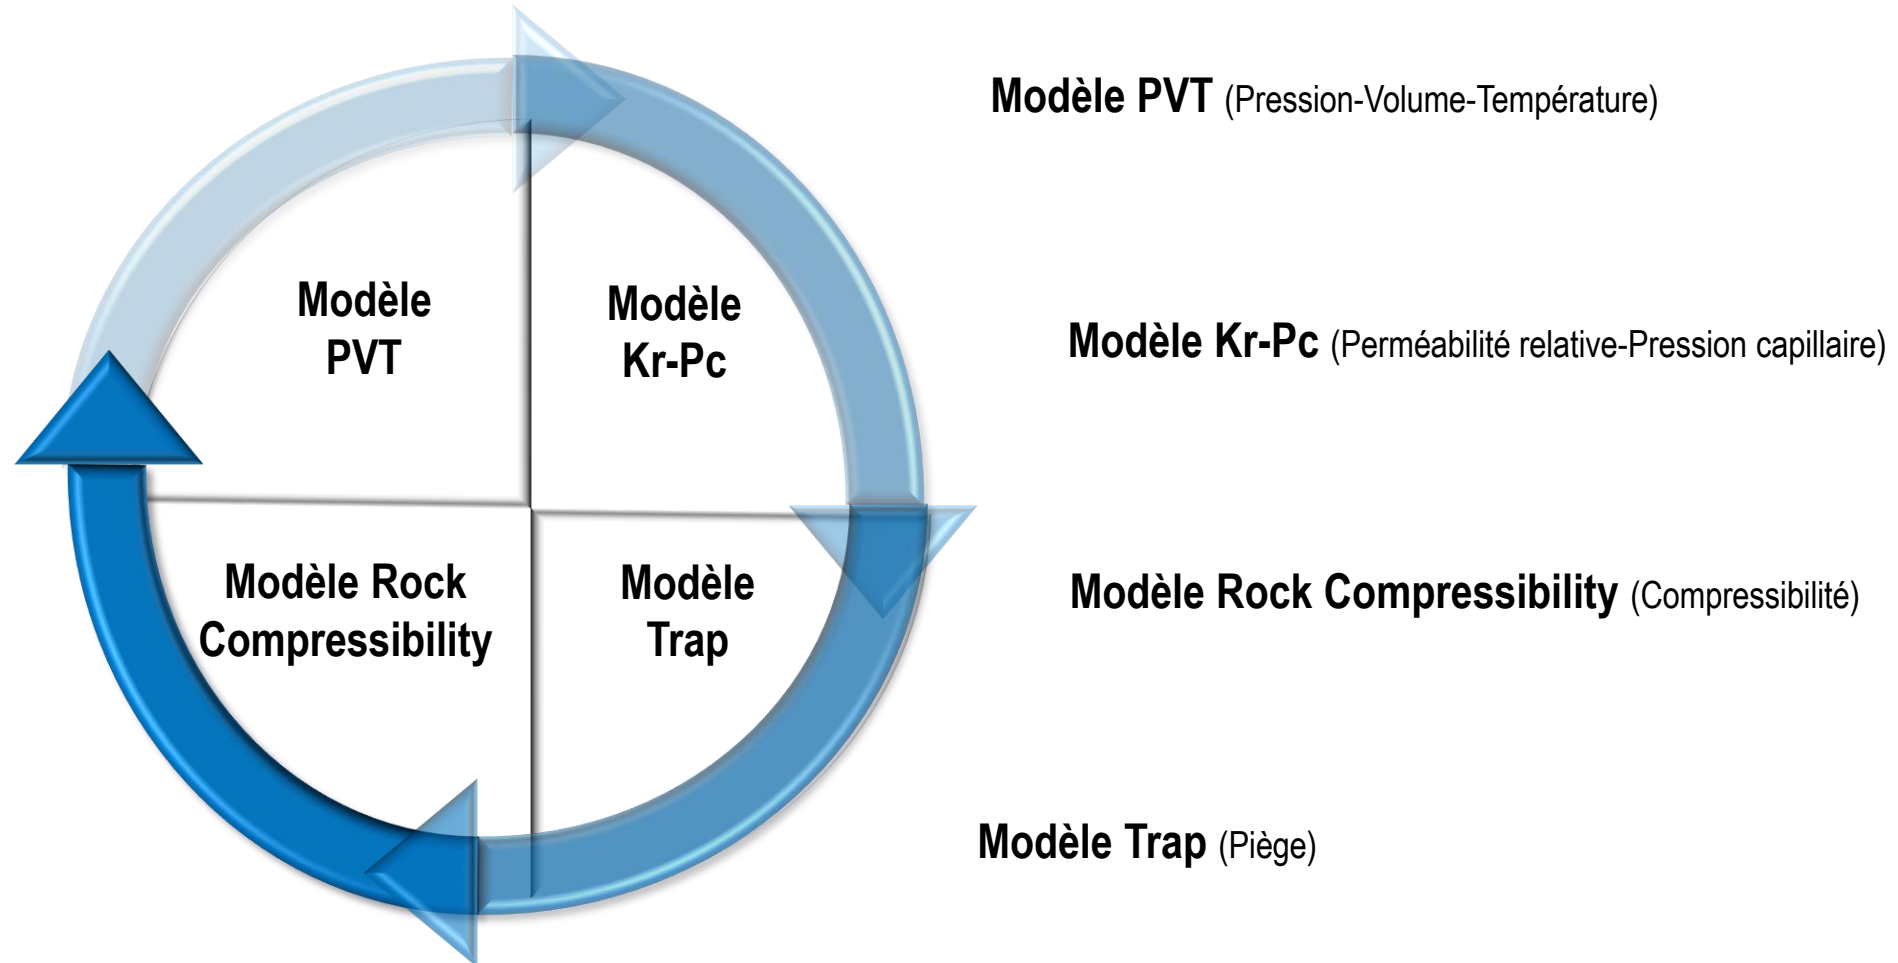 Modèle
PVT
Modèle
Kr-Pc
Modèle Rock
Compressibility
Modèle
Trap
Modèle PVT (Pression-Volume-Température)
Modèle Kr-Pc (Perméabilité relative-Pression capillaire)
Modèle Rock Compressibility (Compressibilité)
Modèle Trap (Piège)